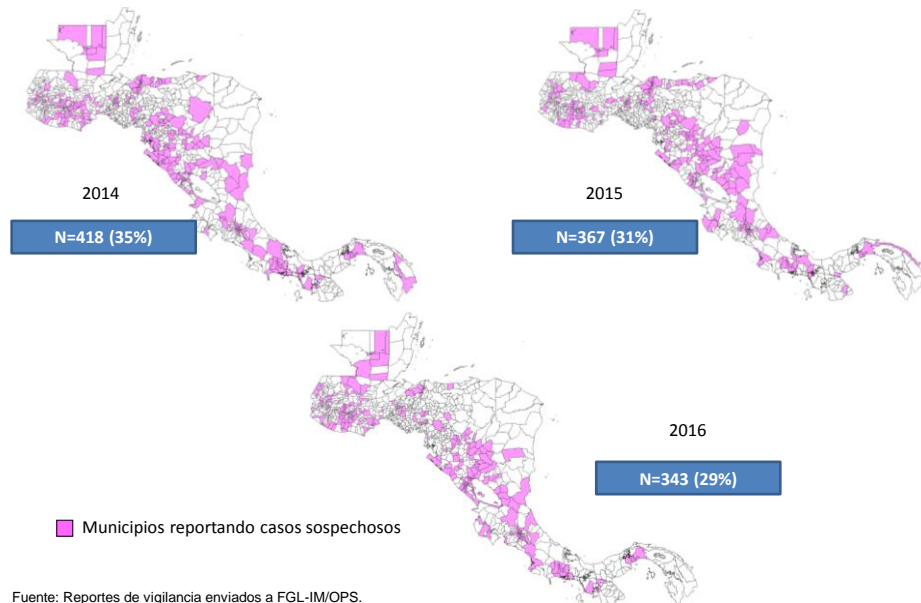 2014
N=418 (35%)
2015
N=367 (31%)
2016
N=343 (29%)
Municipios reportando casos sospechosos
Fuente: Reportes de vigilancia enviados a FGL-IM/OPS.